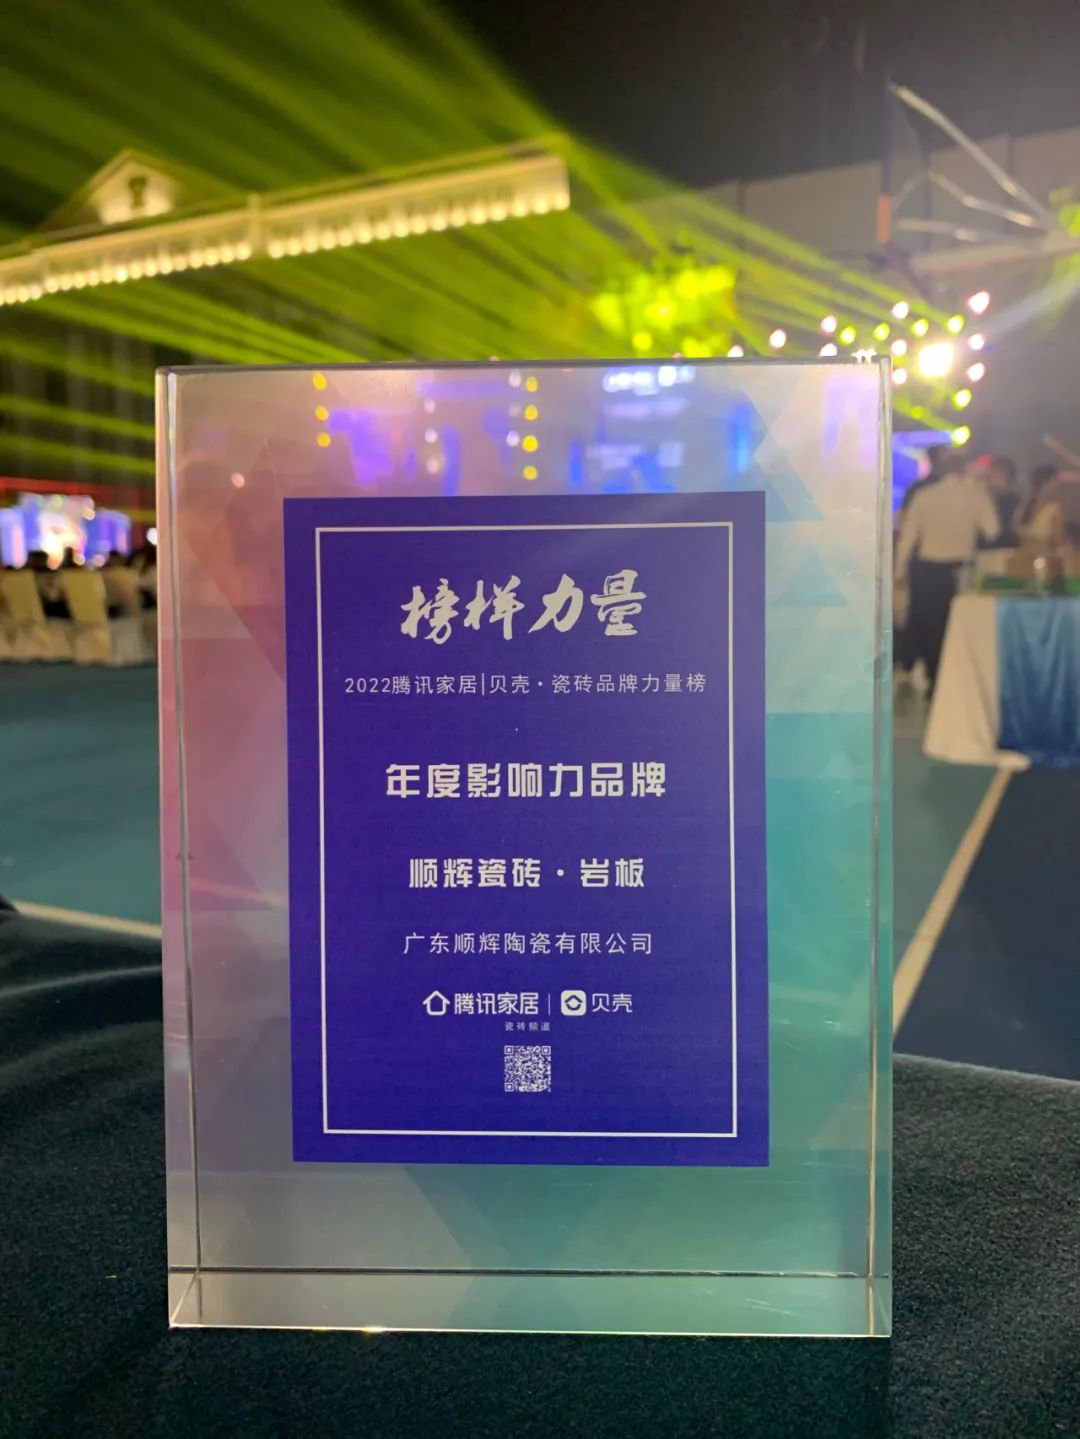 榜样力量
2022腾讯家居|贝壳·瓷砖品牌力量榜
年度影响力品牌
顺辉瓷砖·岩板
广东顺辉陶瓷有限公司
腾讯家居|贝壳
瓷砖频道